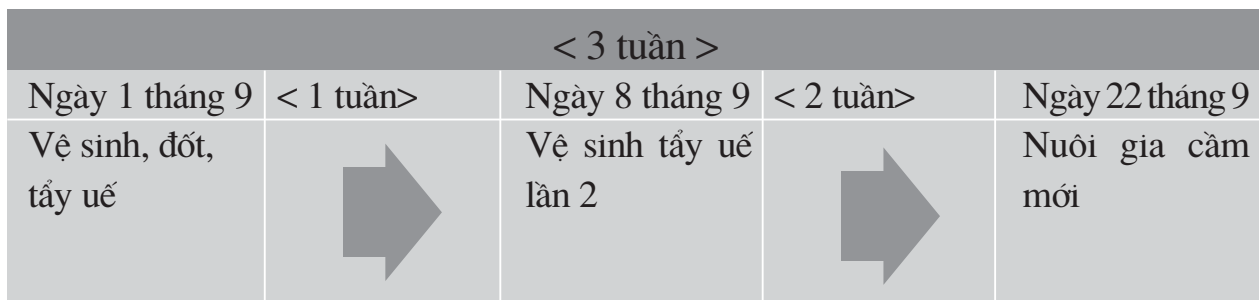 < 3 tuần >
Ngày 1 tháng 9 < 1 tuần> Ngày 8 tháng 9 < 2 tuần> Ngày 22 tháng 9
Vệ sinh, đốt,
tẩy uế
Vệ sinh tẩy uế
lần 2
Nuôi gia cầm
mới